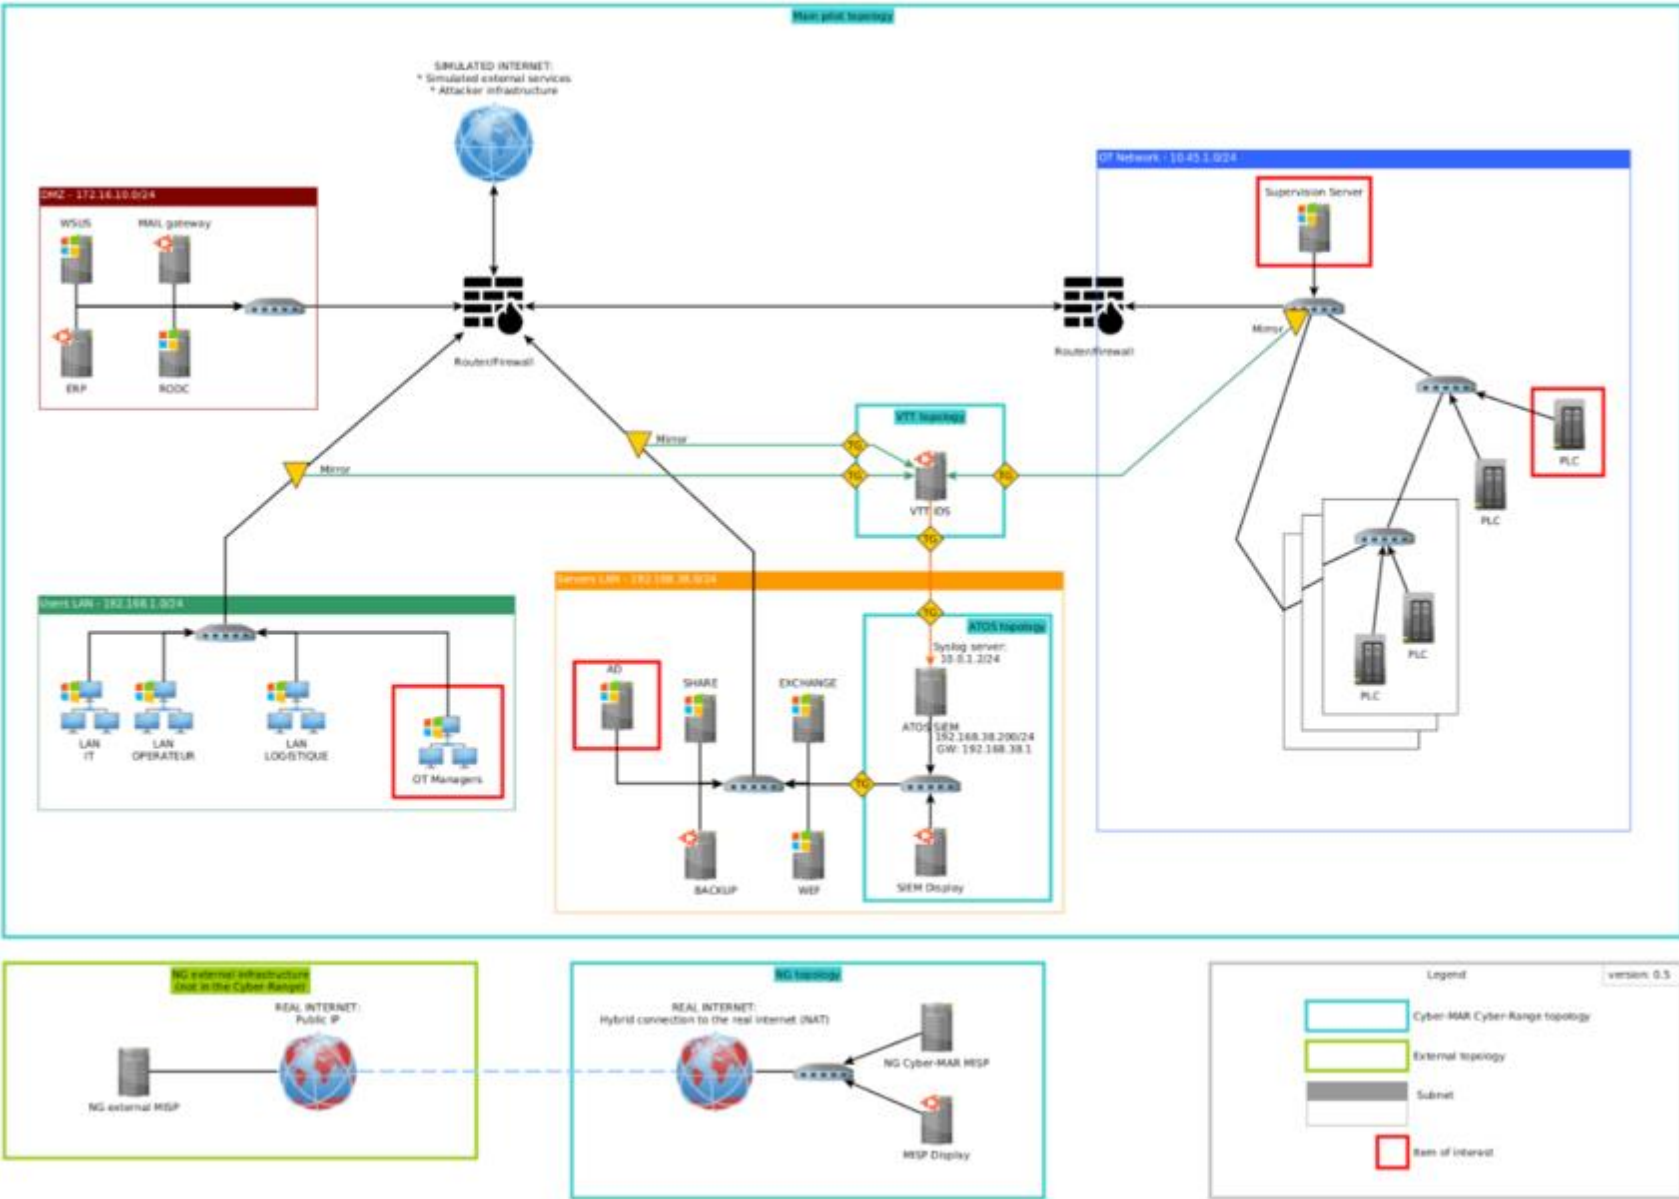 Main pilot topology
SIMULATED INTERNET:
* Simulated external services
* Attacker infrastructure
DMZ - 172.16.10.0/24
WSUS
MAIL gateway
ERP
RODC
Router/Firewall
OT Network - 10.45.1.0/24
Supervision Server
Mirror
Router/Firewall
PLC
PLC
PLC
PLC
Mirror
Mirror
VTT topology
TG
TG
TG
VTT IDS
TG
Users LAN - 192.168.1.0/24
LAN
IT
LAN
OPERATEUR
LAN
LOGISTIQUE
OT Managers
Servers LAN - 192.168.38.0/24
TG
ATOS topology
Syslog server:
10.0.1.2/24
AD
SHARE
EXCHANGE
ATOS SIEM
192.168.38.200/24
GW: 192.168.38.1
TG
BACKUP
WEF
SIEM Display
NG external infrastructure
(not in the Cyber-Range)
REAL INTERNET:
Public IP
NG external MISP
NG topology
REAL INTERNET:
Hybrid connection to the real internet (NAT)
NG Cyber-MAR MISP
MISP Display
Legend
version: 0.5
Cyber-MAR Cyber-Range topology
External topology
Subnet
Item of interest